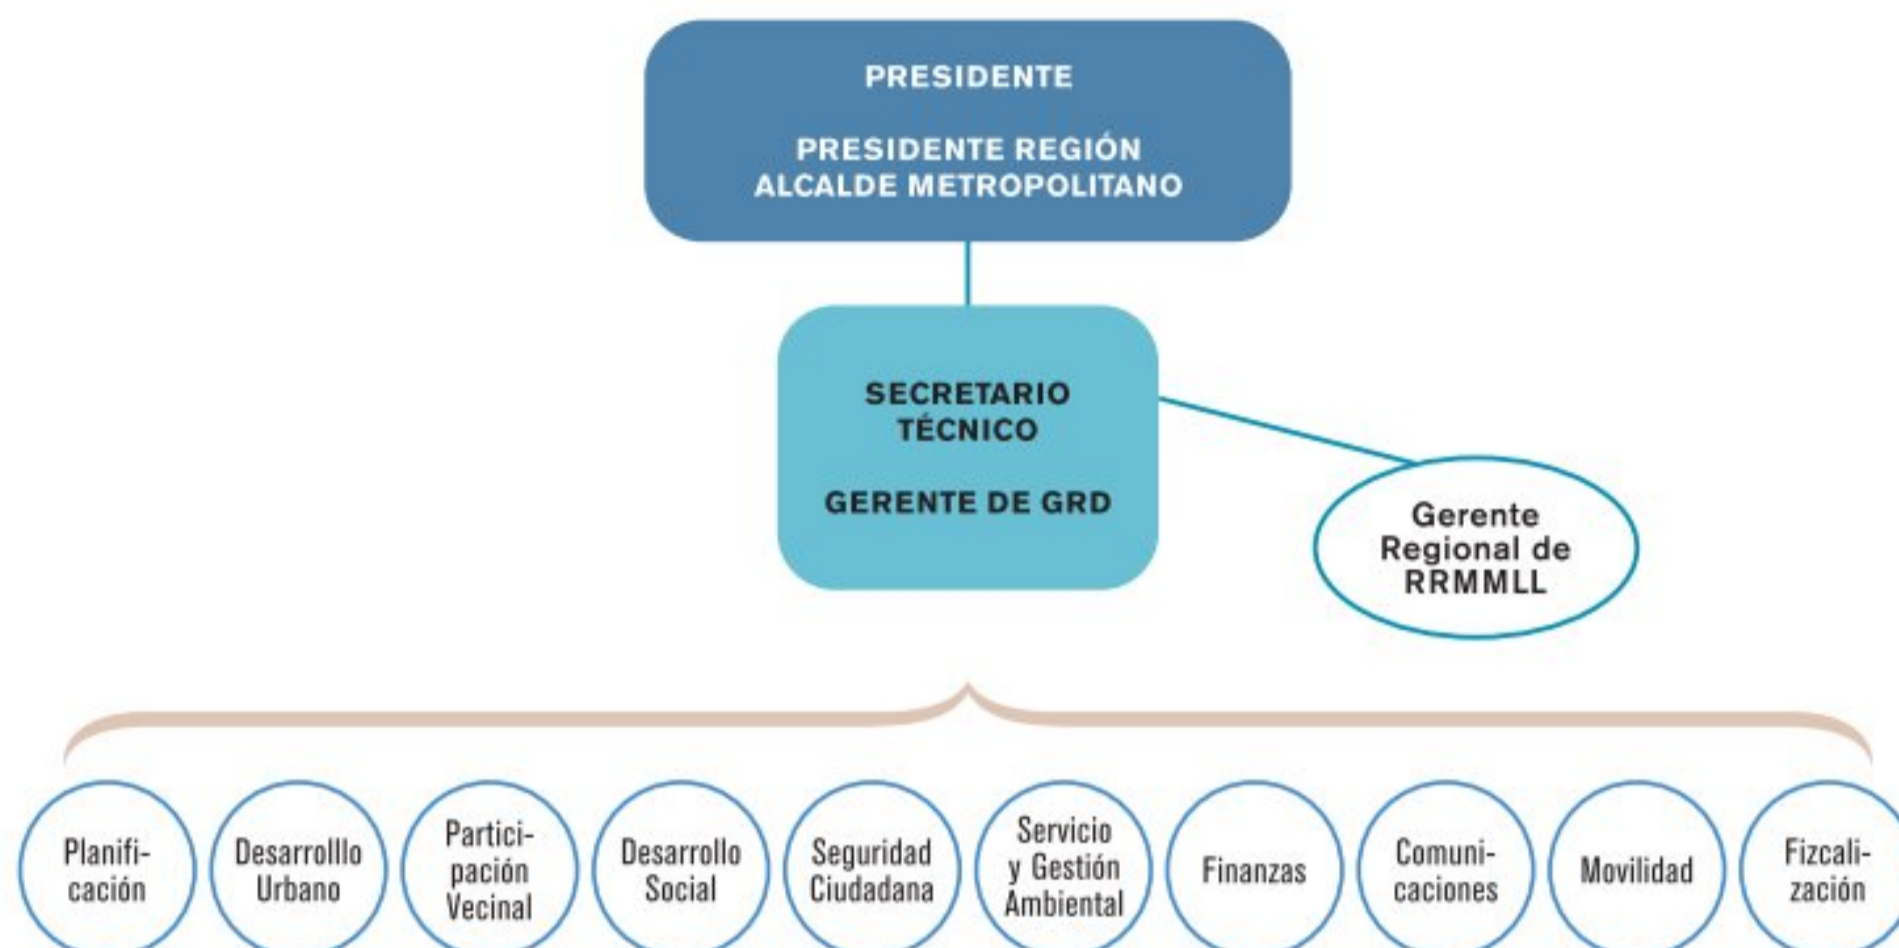 PRESIDENTE
PRESIDENTE REGIÓN
ALCALDE METROPOLITANO
SECRETARIO
TÉCNICO
GERENTE DE GRD
Gerente
Regional de
RRMMLL
Planifi-
cación
Desarrolllo
Urbano
Partici-
pación
Vecinal
Desarrollo
Social
Seguridad
Ciudadana
Servicio
y Gestión
Ambiental
Finanzas
Comuni-
caciones
Movilidad
Fizcali-
zación